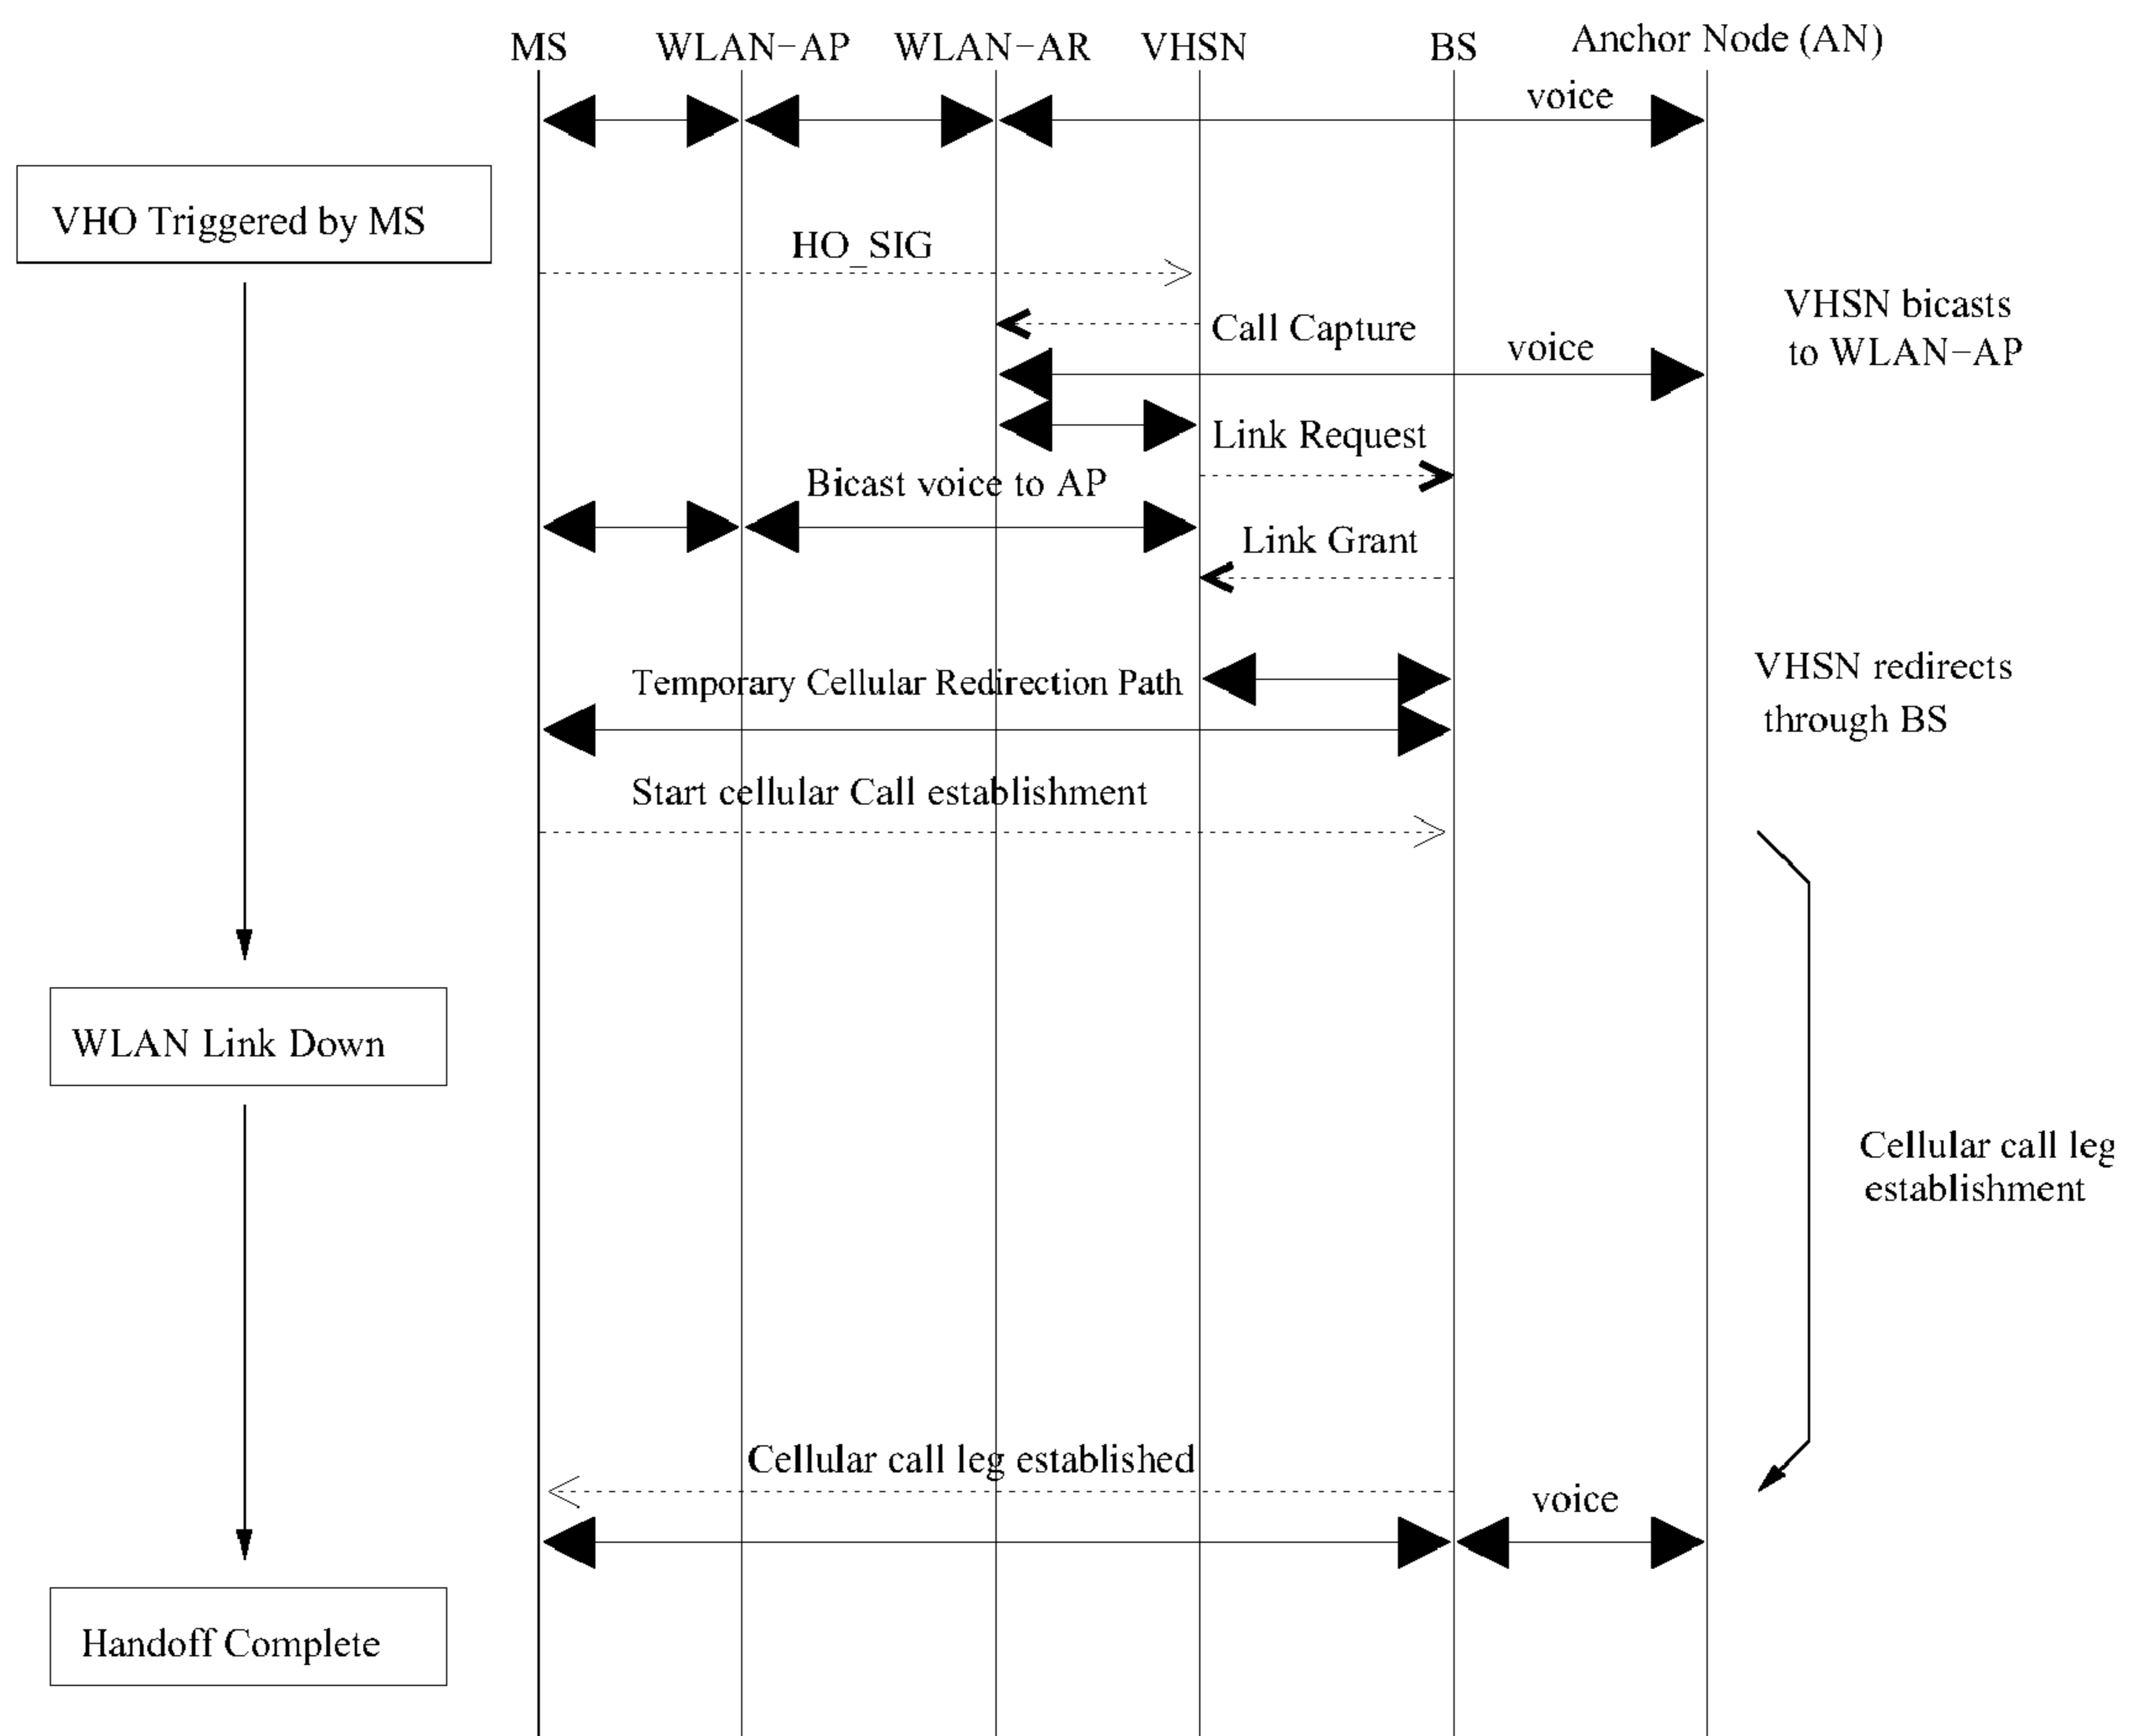 MS WLAN−AP WLAN−AR VHSN BS Anchor Node (AN)
voice
VHO Triggered by MS
HO_SIG
Call Capture
voice
VHSN bicasts
to WLAN−AP
Link Request
Bicast voice to AP
Link Grant
Temporary Cellular Redirection Path
VHSN redirects
through BS
Start cellular Call establishment
WLAN Link Down
Cellular call leg
establishment
Cellular call leg established
voice
Handoff Complete